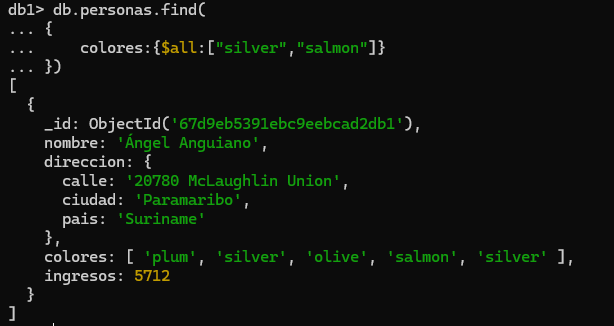 db1> db.personas.find(
... {
...     colores:{$all:["silver","salmon"]}
... })
[
  {
    _id: ObjectId('67d9eb5391ebc9eebcad2db1'),
    nombre: 'Ángel Anguiano',
    direccion: {
      calle: '20780 McLaughlin Union',
      ciudad: 'Paramaribo',
      pais: 'Suriname'
    },
    colores: [ 'plum', 'silver', 'olive', 'salmon', 'silver' ],
    ingresos: 5712
  }
]